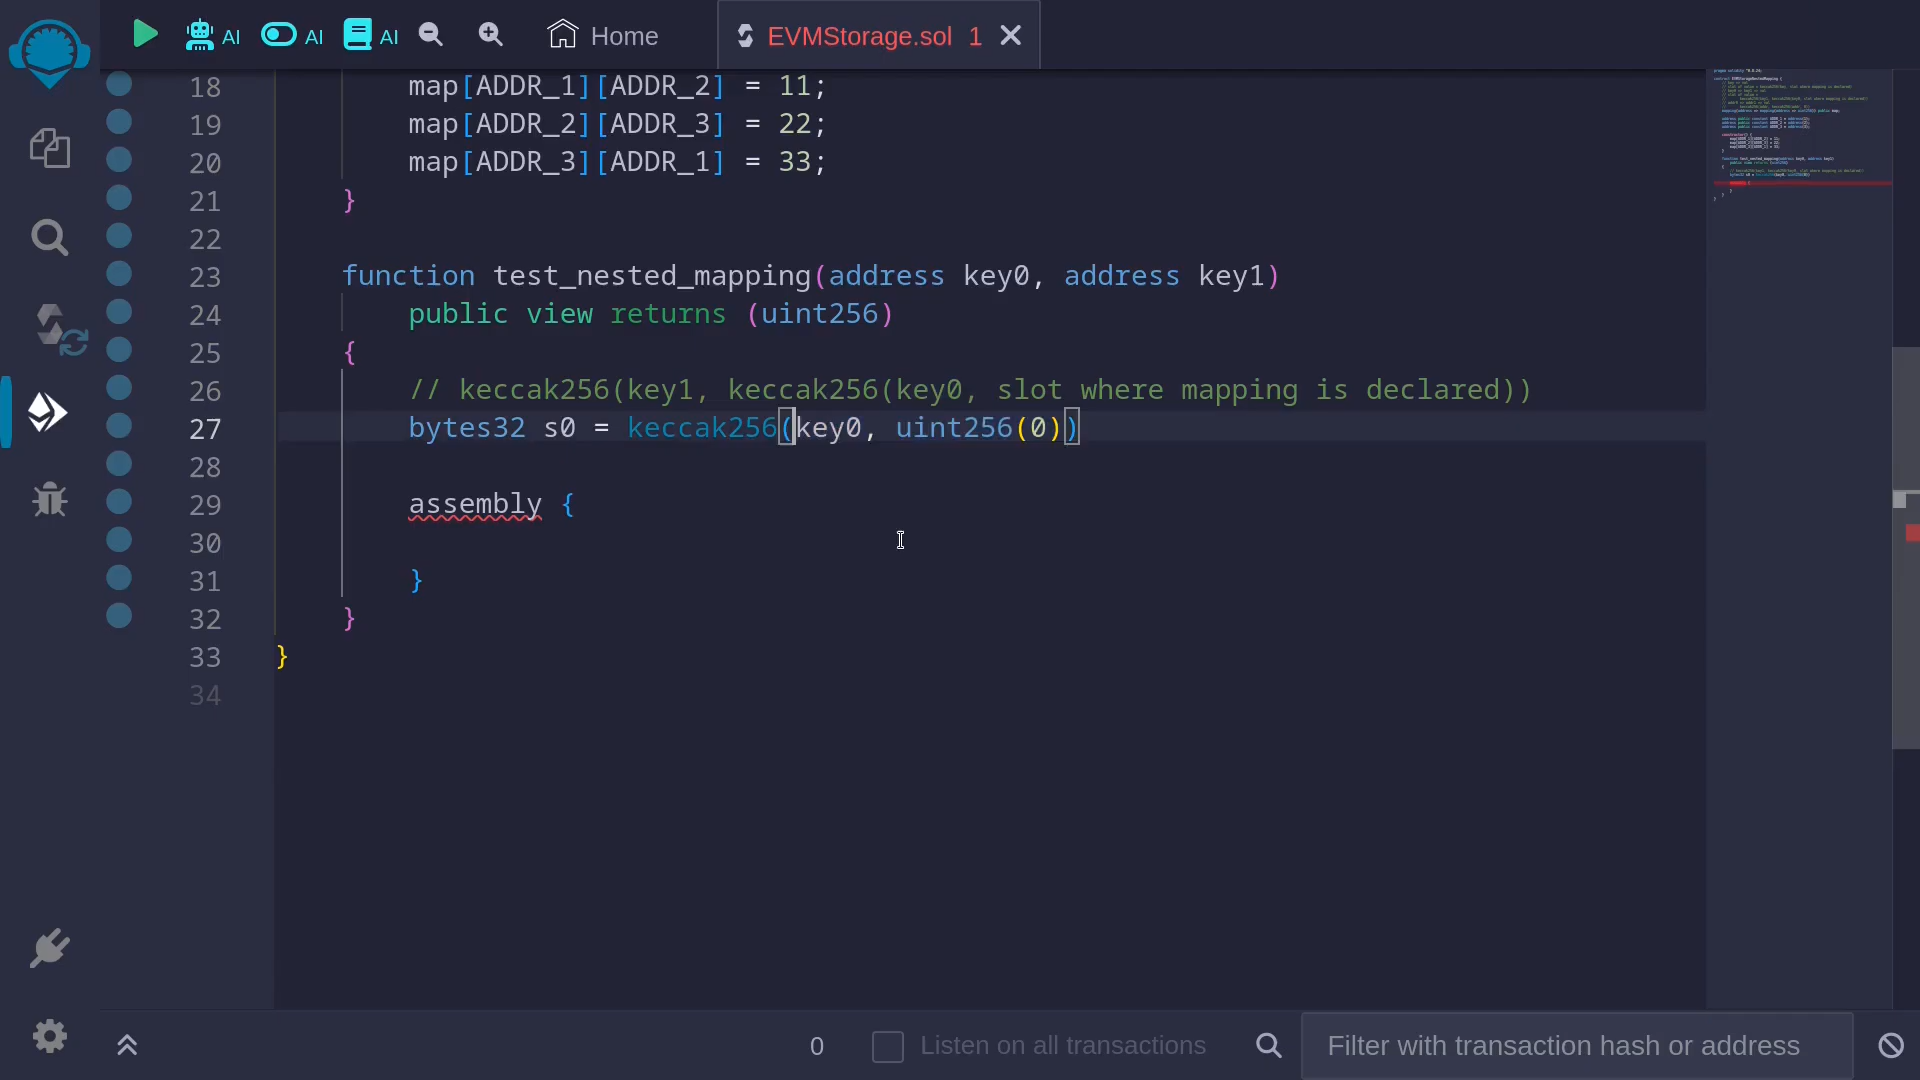 AI
AI
AI
Home
EVMStorage.sol 1
18 map[ADDR_1][ADDR_2] = 11;
19 map[ADDR_2][ADDR_3] = 22;
20 map[ADDR_3][ADDR_1] = 33;
21 }
22
23 function test_nested_mapping(address key0, address key1)
24 public view returns (uint256)
25 {
26 // keccak256(key1, keccak256(key0, slot where mapping is declared))
27 bytes32 s0 = keccak256(key0, uint256(0))
28
29 assembly {
30
31 }
32 }
33 }
34
0
Listen on all transactions
Filter with transaction hash or address